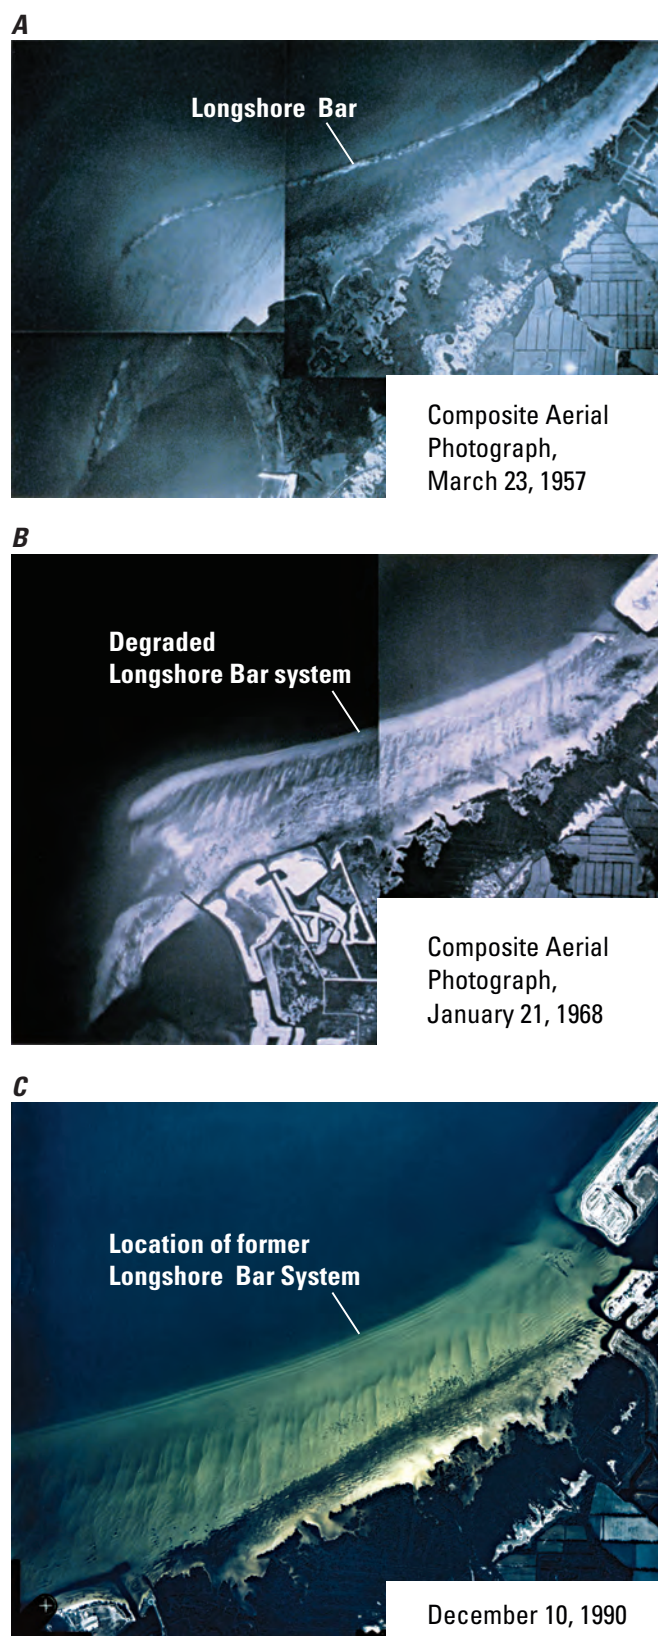 A
Longshore Bar
Composite Aerial
Photograph,
March 23, 1957
B
Degraded
Longshore Bar system
Composite Aerial
Photograph,
January 21, 1968
C
Location of former
Longshore Bar System
December 10, 1990